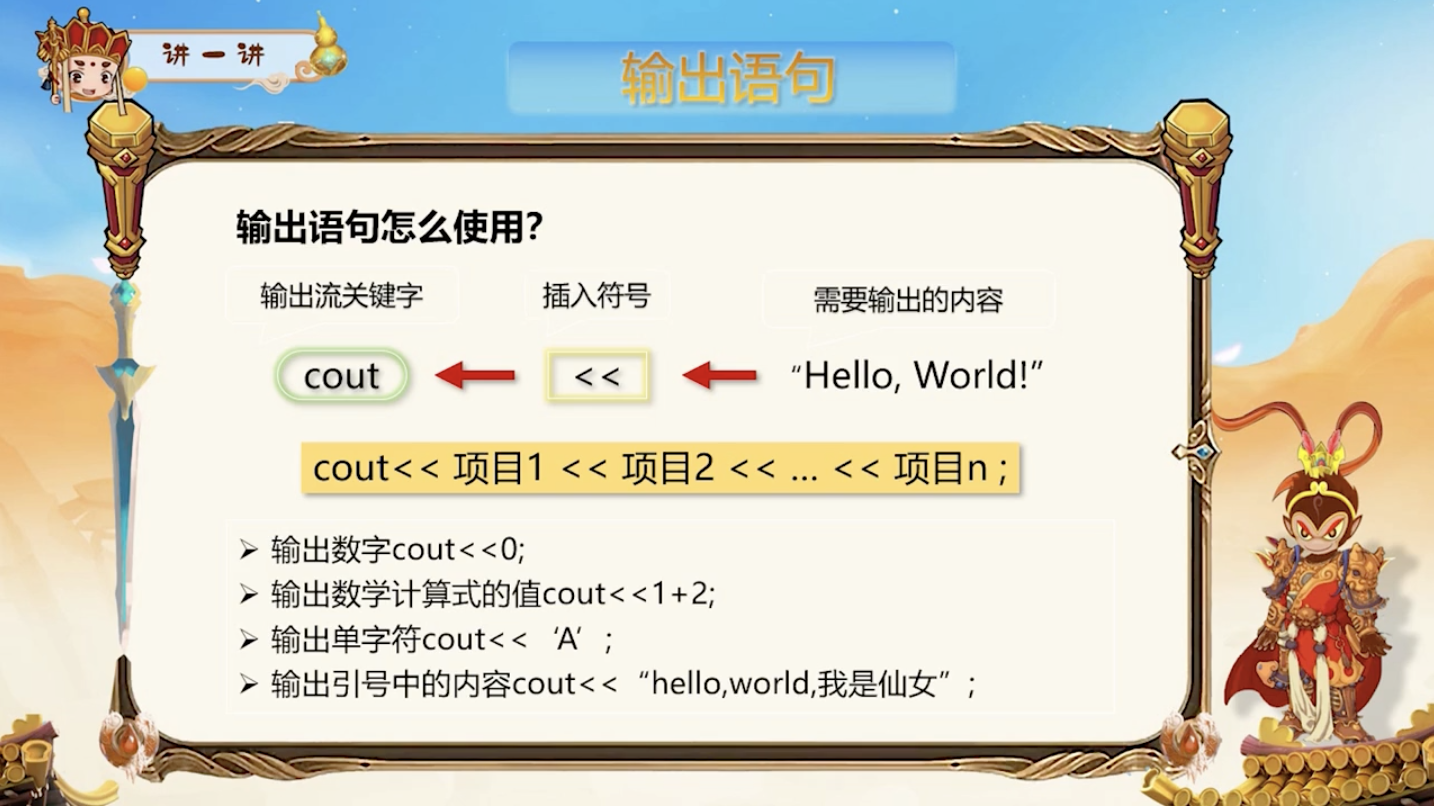 讲一讲
输出语句
输出语句怎么使用？
输出流关键字 插入符号 需要输出的内容
cout << “Hello, World!”
cout<< 项目1 << 项目2 << ... << 项目n ;
➢ 输出数字cout<<0;
➢ 输出数学计算式的值cout<<1+2;
➢ 输出单字符cout<<‘A’;
➢ 输出引号中的内容cout<<“hello,world,我是仙女”;